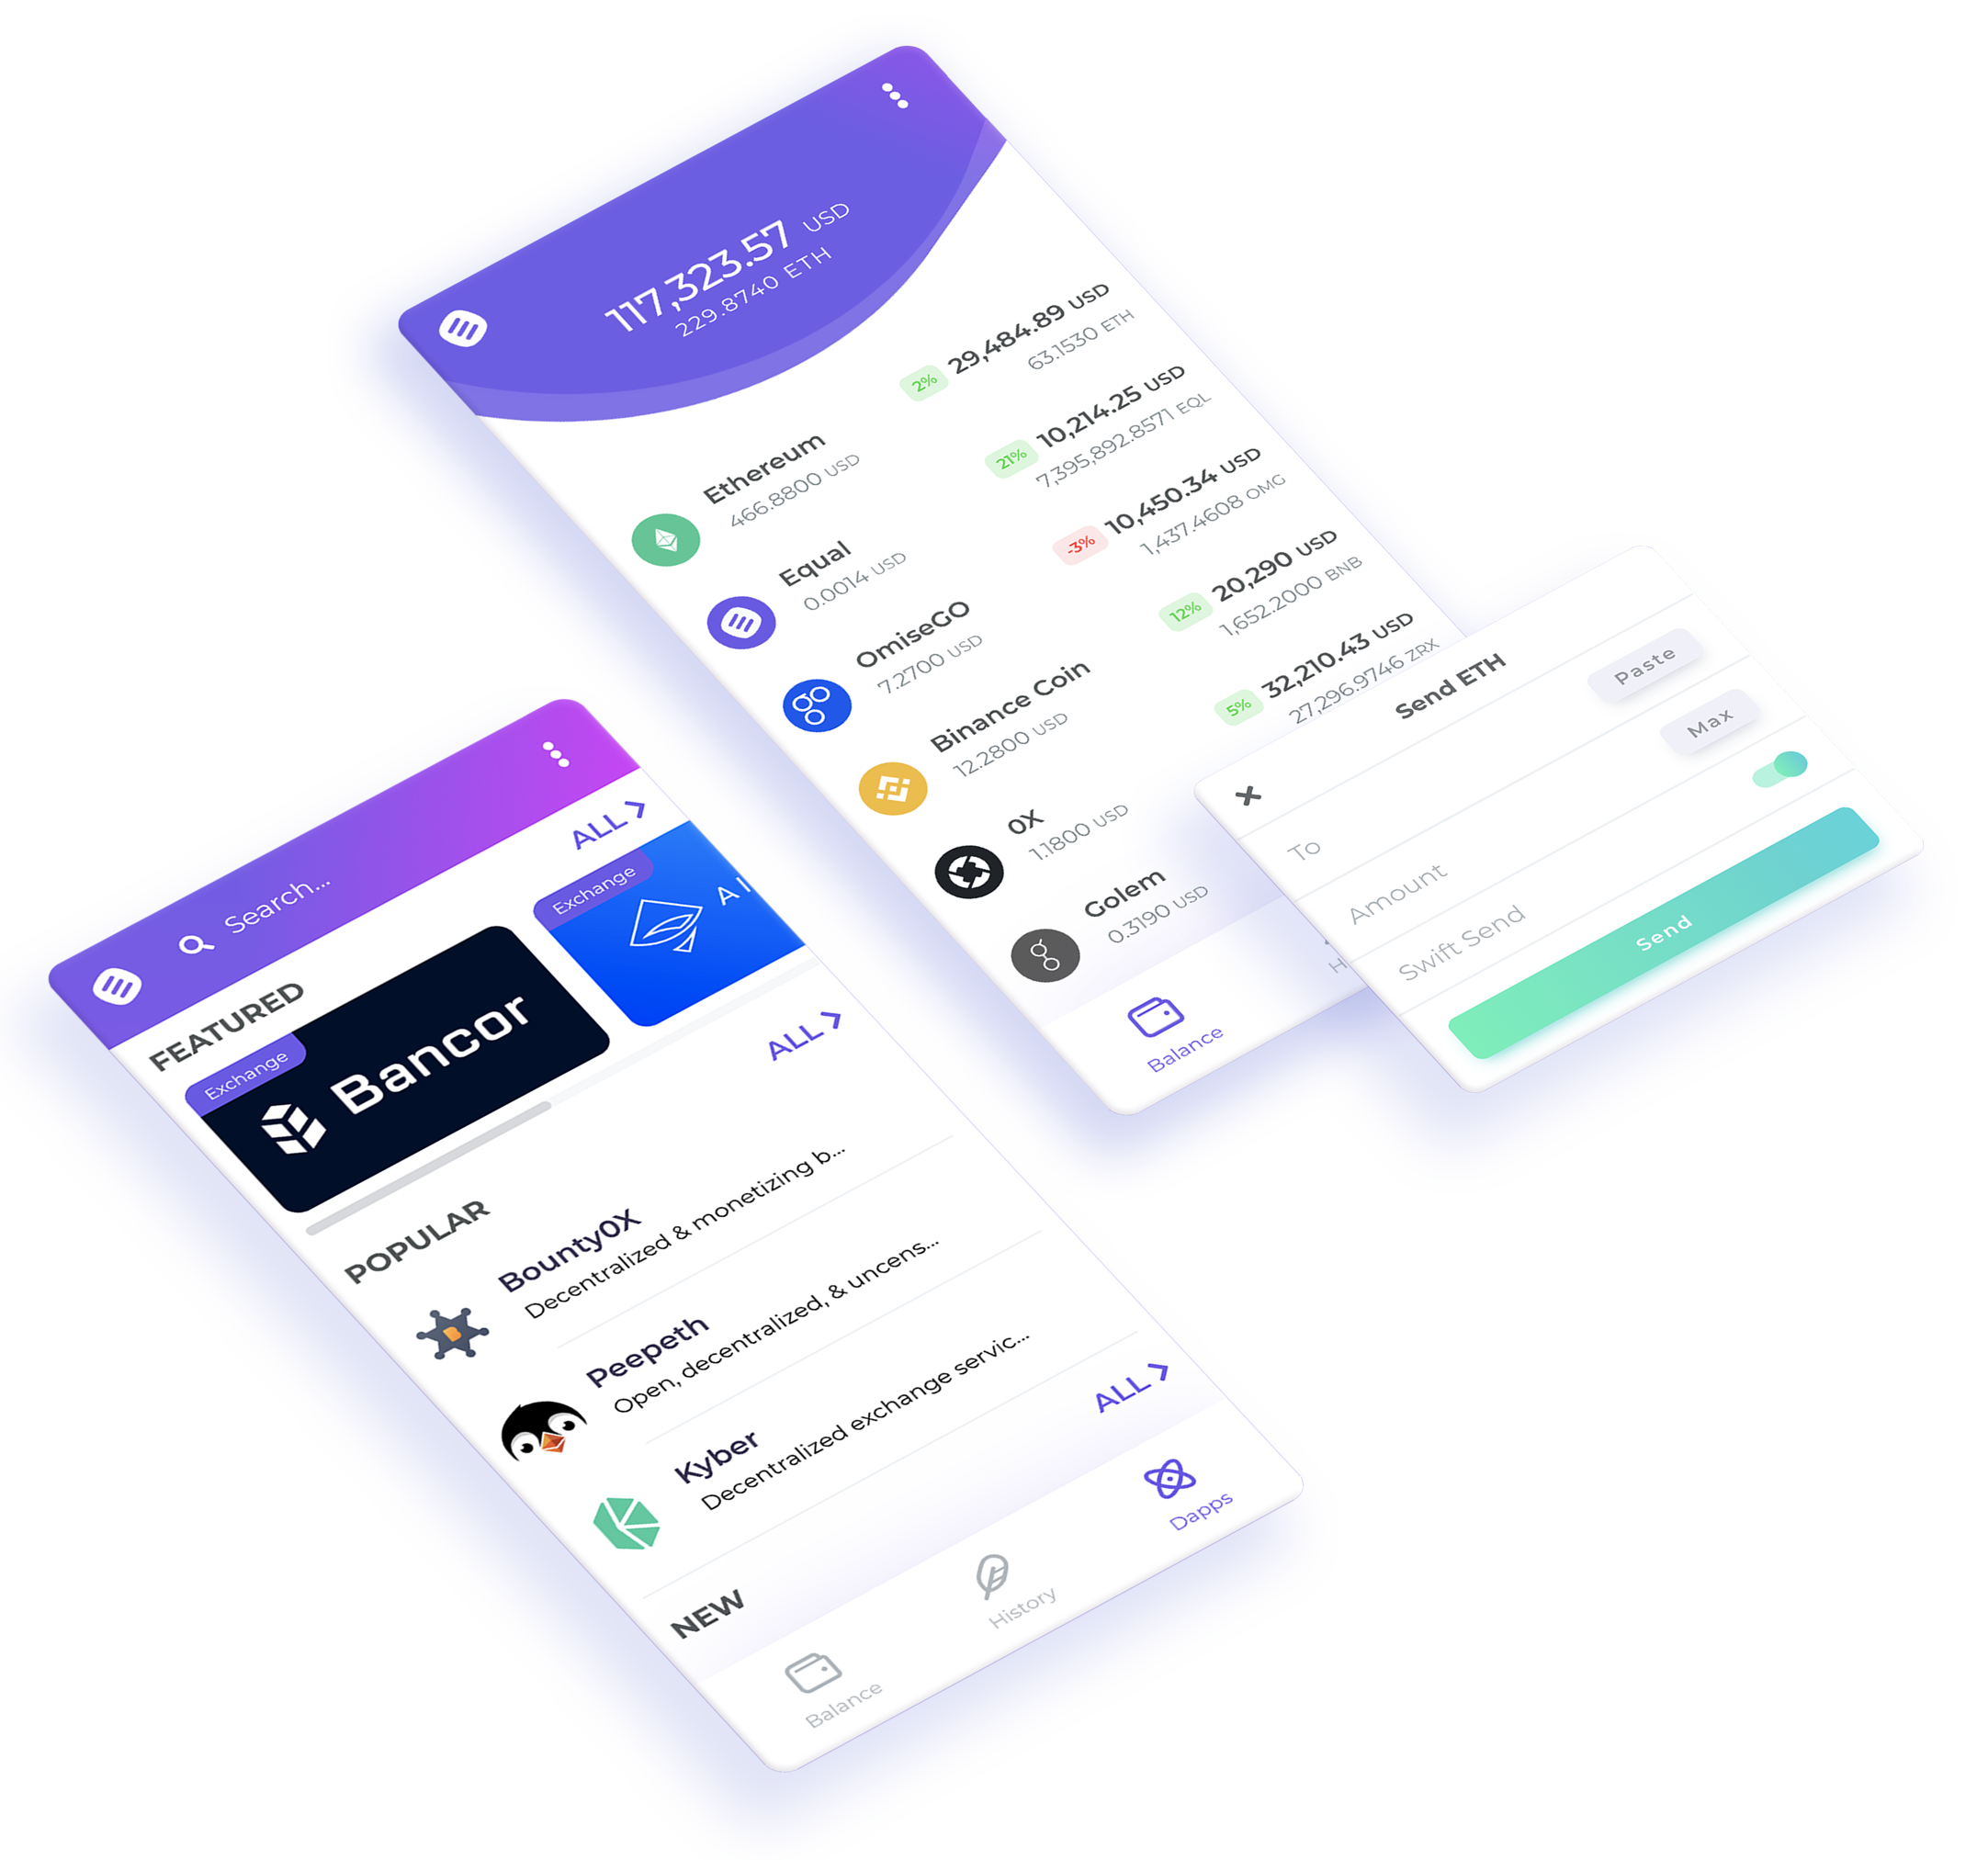 117,323.57 USD
229.8740 ETH
Ethereum
466.8800 USD
2% 29,484.89 USD
63.1530 ETH
Equal
0.0014 USD
21% 10,214.25 USD
7,395,892.8571 EQL
OmiseGO
7.2700 USD
-3% 10,450.34 USD
1,437.4608 OMG
Binance Coin
12.2800 USD
12% 20,290 USD
1,652.2000 BNB
0X
1.1800 USD
5% 32,210.43 USD
27,296.9746 ZRX
Golem
0.3190 USD
Balance
H
Send ETH
To
Paste
Amount
Max
Swift Send
Send
Search...
FEATURED
ALL
Exchange
Bancor
Exchange
POPULAR
ALL
Bounty0X
Decentralized & monetizing b...
Peepeth
Open, decentralized, & uncens...
Kyber
Decentralized exchange servic...
NEW
ALL
Balance
History
Dapps